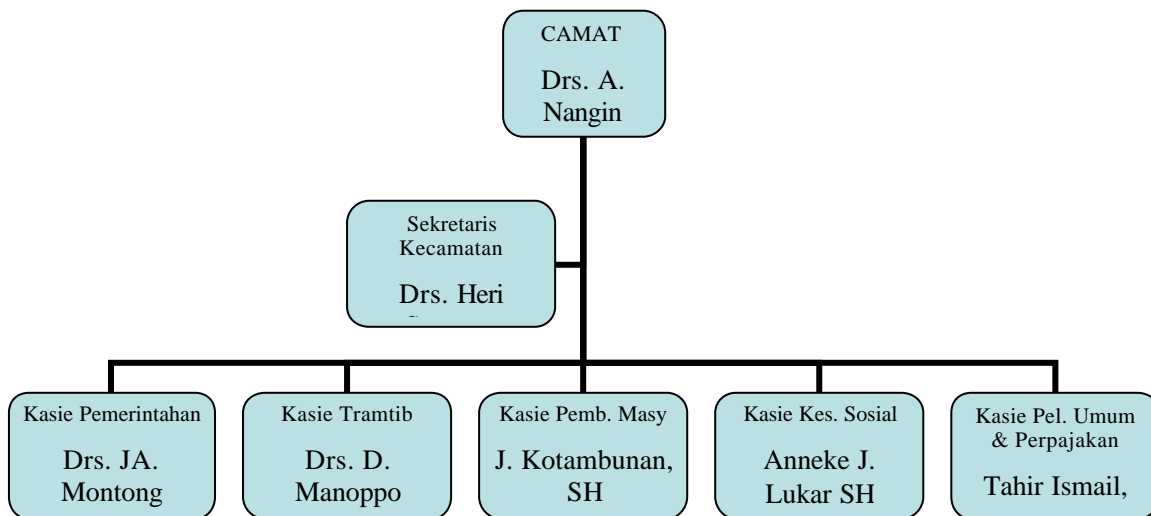 CAMAT
Drs. A.
Nangin
Sekretaris
Kecamatan
Drs. Heri
Kasie Pemerintahan
Drs. JA.
Montong
Kasie Tramtib
Drs. D.
Manoppo
Kasie Pemb. Masy
J. Kotambunan,
SH
Kasie Kes. Sosial
Anneke J.
Lukar SH
Kasie Pel. Umum
& Perpajakan
Tahir Ismail,